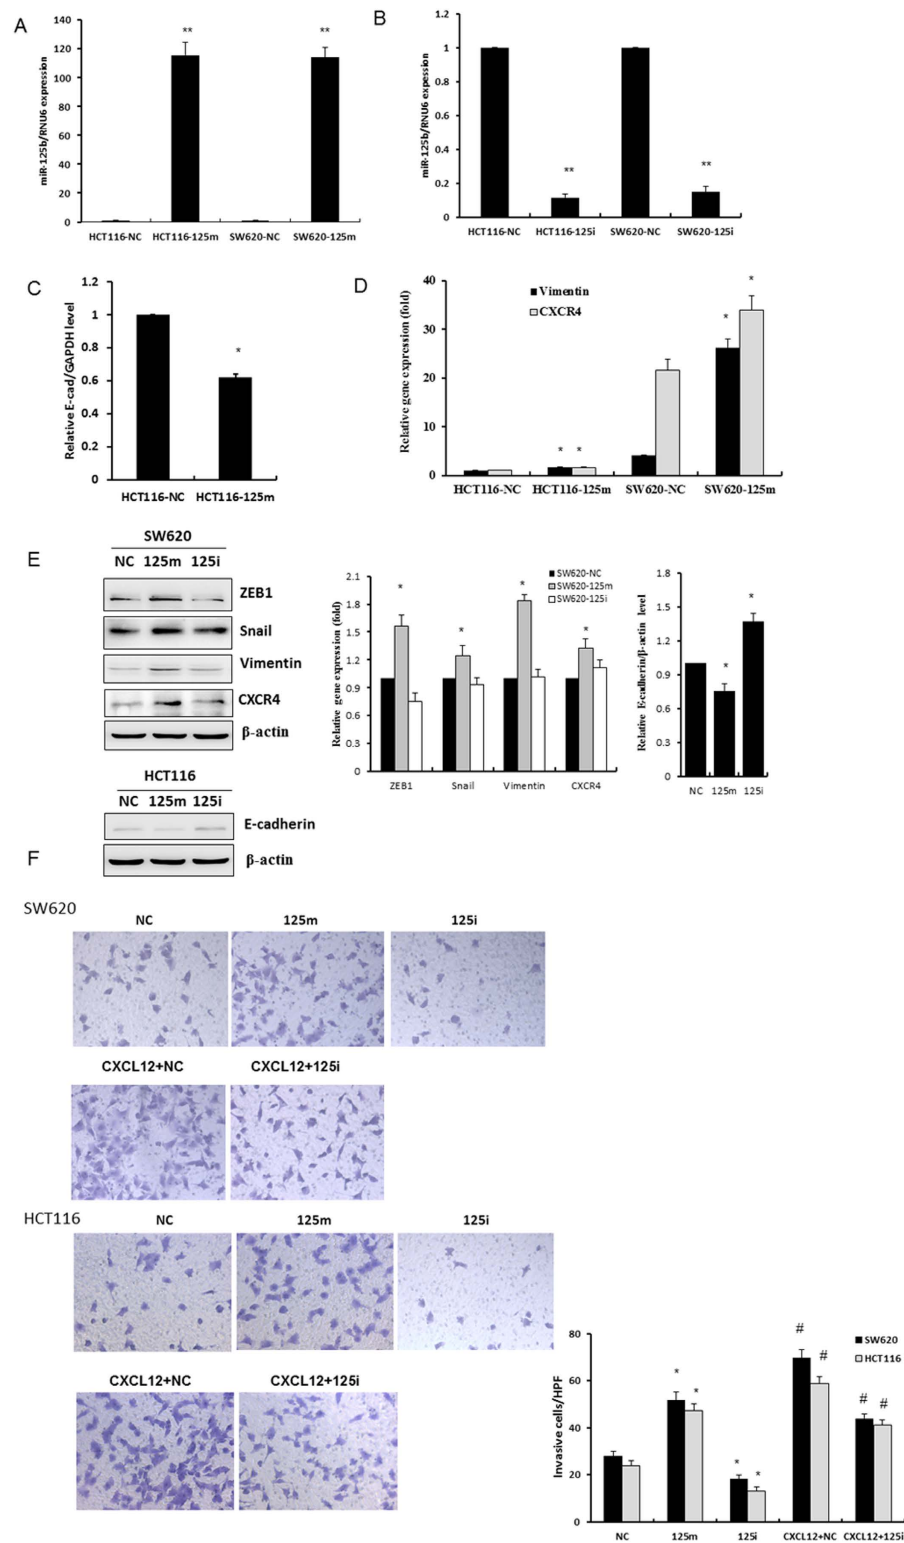 A
miR-125b/RNU6 expression
140
120
100
80
60
40
20
0
**
**
HCT116-NC HCT116-125m SW620-NC SW620-125m
B
miR-125b/RNU6 expession
1.2
1
0.8
0.6
0.4
0.2
0
**
**
HCT116-NC HCT116-125i SW620-NC SW620-125i
C
Relative E-cad/GAPDH level
1.2
1
0.8
0.6
0.4
0.2
0
*
HCT116-NC HCT116-125m
D
Relative gene expression (fold)
40
30
20
10
0
Vimentin
CXCR4
* *
* *
HCT116-NC HCT116-125m SW620-NC SW620-125m
E
SW620
NC 125m 125i
ZEB1
Snail
Vimentin
CXCR4
β-actin
HCT116
NC 125m 125i
E-cadherin
β-actin
Relative gene expression (fold)
2.1
1.8
1.5
1.2
0.9
0.6
0.3
0
SW620-NC
SW620-125m
SW620-125i
* * * *
ZEB1 Snail Vimentin CXCR4
Relative E-cadherin/β-actin level
1.8
1.5
1.2
0.9
0.6
0.3
0.0
* *
NC 125m 125i
F
SW620
NC 125m 125i
CXCL12+NC CXCL12+125i
HCT116
NC 125m 125i
CXCL12+NC CXCL12+125i
Invasive cells/HPF
80
60
40
20
0
SW620
HCT116
* *
* *
# #
# #
NC 125m 125i CXCL12+NC CXCL12+125i